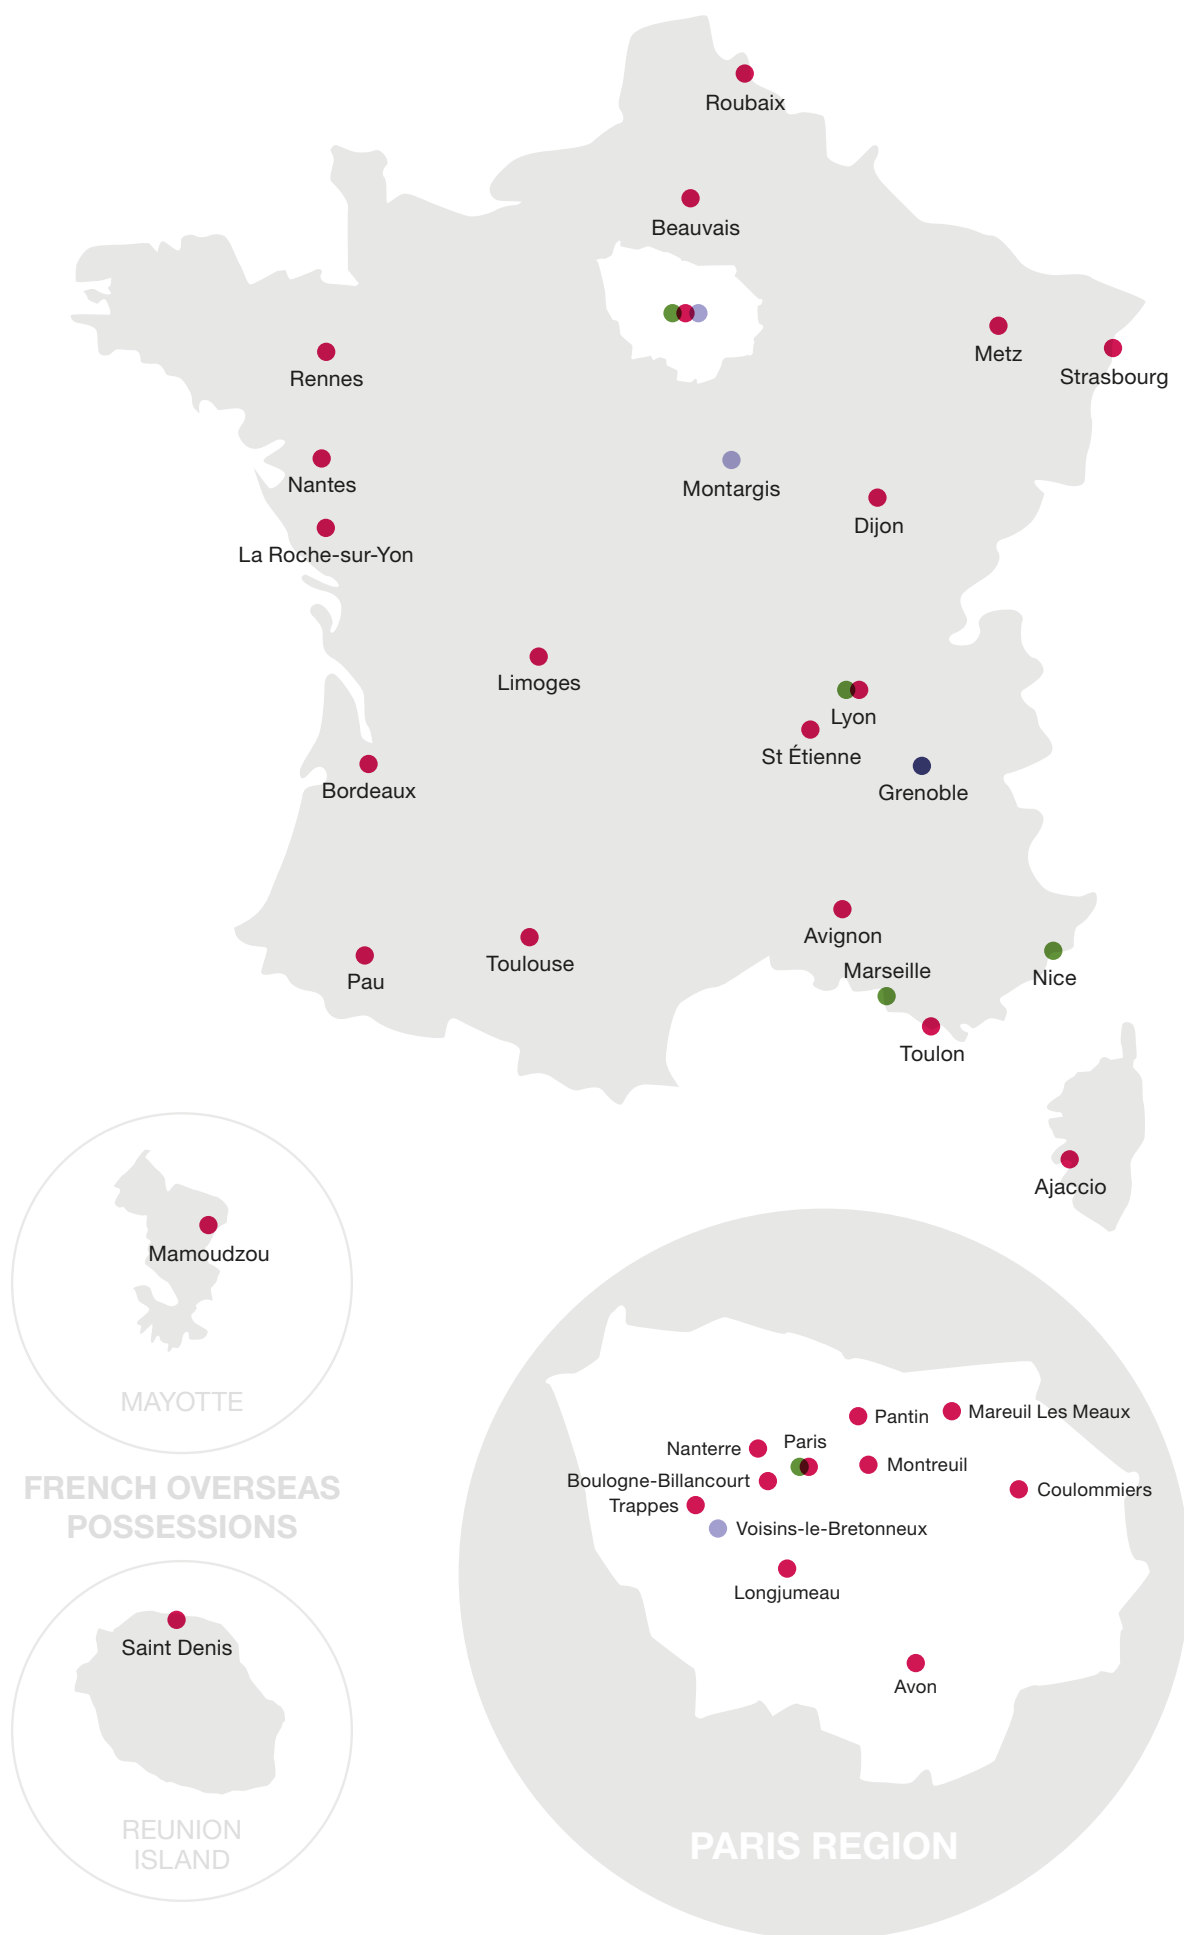 Roubaix
Beauvais
Metz
Strasbourg
Rennes
Nantes
Montargis
Dijon
La Roche-sur-Yon
Limoges
Lyon
St Étienne
Bordeaux
Grenoble
Avignon
Toulouse
Marseille
Pau
Nice
Toulon
Ajaccio
Mamoudzou
MAYOTTE
FRENCH OVERSEAS
POSSESSIONS
Saint Denis
REUNION
ISLAND
Pantin
Mareuil Les Meaux
Paris
Nanterre
Montreuil
Boulogne-Billancourt
Coulommiers
Trappes
Voisins-le-Bretonneux
Longjumeau
Avon
PARIS REGION